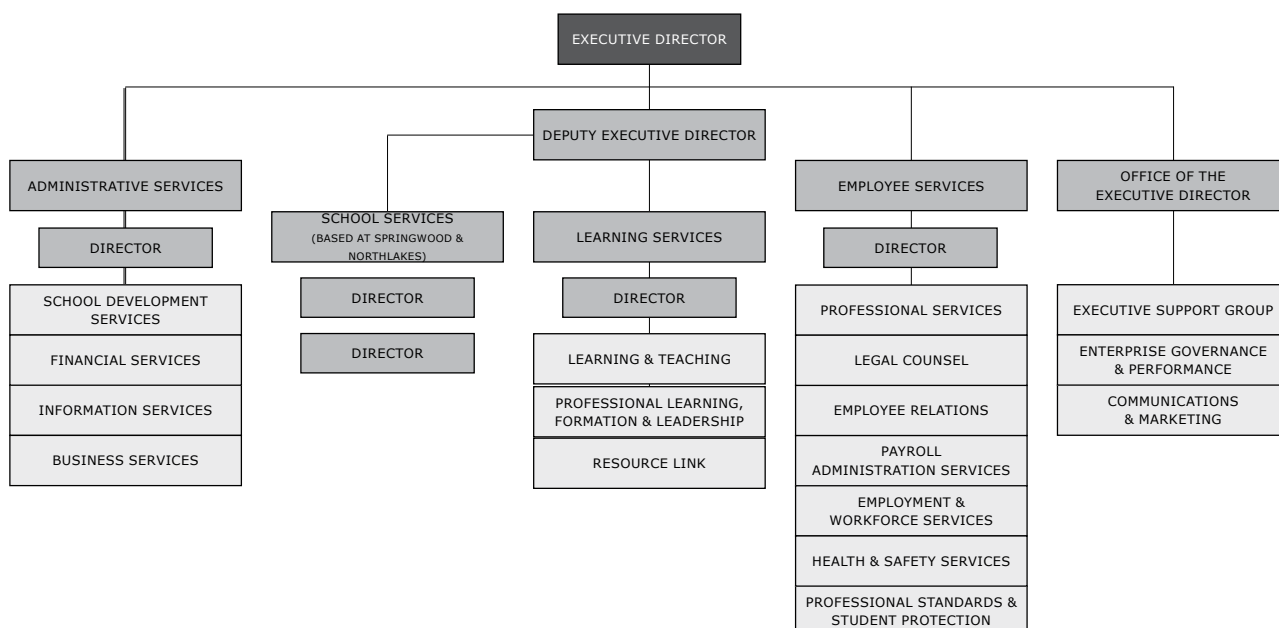 EXECUTIVE DIRECTOR
DEPUTY EXECUTIVE DIRECTOR
ADMINISTRATIVE SERVICES
DIRECTOR
SCHOOL DEVELOPMENT
SERVICES
FINANCIAL SERVICES
INFORMATION SERVICES
BUSINESS SERVICES
SCHOOL SERVICES
(BASED AT SPRINGWOOD &
NORTHLAKES)
DIRECTOR
DIRECTOR
LEARNING SERVICES
DIRECTOR
LEARNING & TEACHING
PROFESSIONAL LEARNING,
FORMATION & LEADERSHIP
RESOURCE LINK
EMPLOYEE SERVICES
DIRECTOR
PROFESSIONAL SERVICES
LEGAL COUNSEL
EMPLOYEE RELATIONS
PAYROLL
ADMINISTRATION SERVICES
EMPLOYMENT &
WORKFORCE SERVICES
HEALTH & SAFETY SERVICES
PROFESSIONAL STANDARDS &
STUDENT PROTECTION
OFFICE OF THE
EXECUTIVE DIRECTOR
EXECUTIVE SUPPORT GROUP
ENTERPRISE GOVERNANCE
& PERFORMANCE
COMMUNICATIONS
& MARKETING